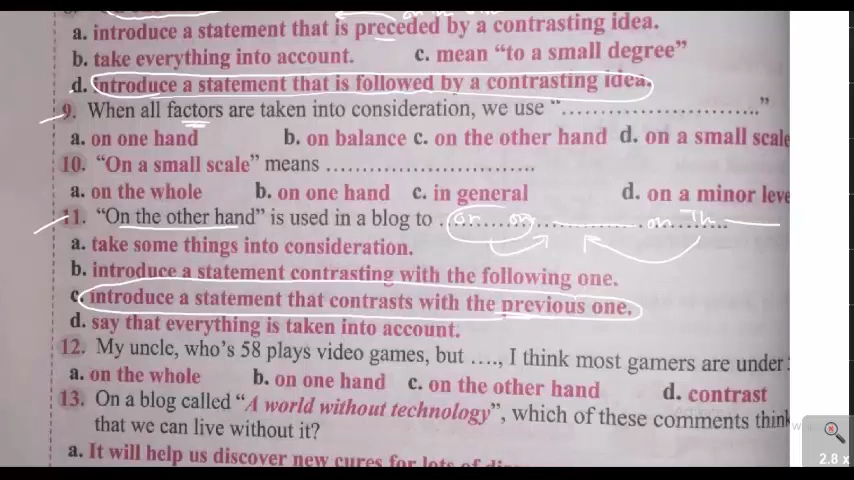 a. introduce a statement that is preceded by a contrasting idea.
b. take everything into account. c. mean “to a small degree”
d. introduce a statement that is followed by a contrasting idea.
9. When all factors are taken into consideration, we use “...........................”
a. on one hand b. on balance c. on the other hand d. on a small scale
10. “On a small scale” means ............................
a. on the whole b. on one hand c. in general d. on a minor leve
11. “On the other hand” is used in a blog to ............................
a. take some things into consideration.
b. introduce a statement contrasting with the following one.
c. introduce a statement that contrasts with the previous one.
d. say that everything is taken into account.
12. My uncle, who’s 58 plays video games, but ...., I think most gamers are under
a. on the whole b. on one hand c. on the other hand d. contrast
13. On a blog called “A world without technology”, which of these comments think
that we can live without it?
a. It will help us discover new cures for lots of
2.8 x